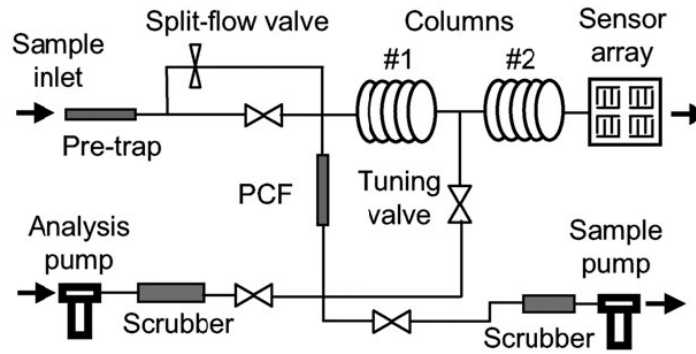 Split-flow valve
Columns
Sensor
array
Sample
inlet
#1
#2
Pre-trap
PCF
Tuning
valve
Analysis
pump
Sample
pump
Scrubber
Scrubber